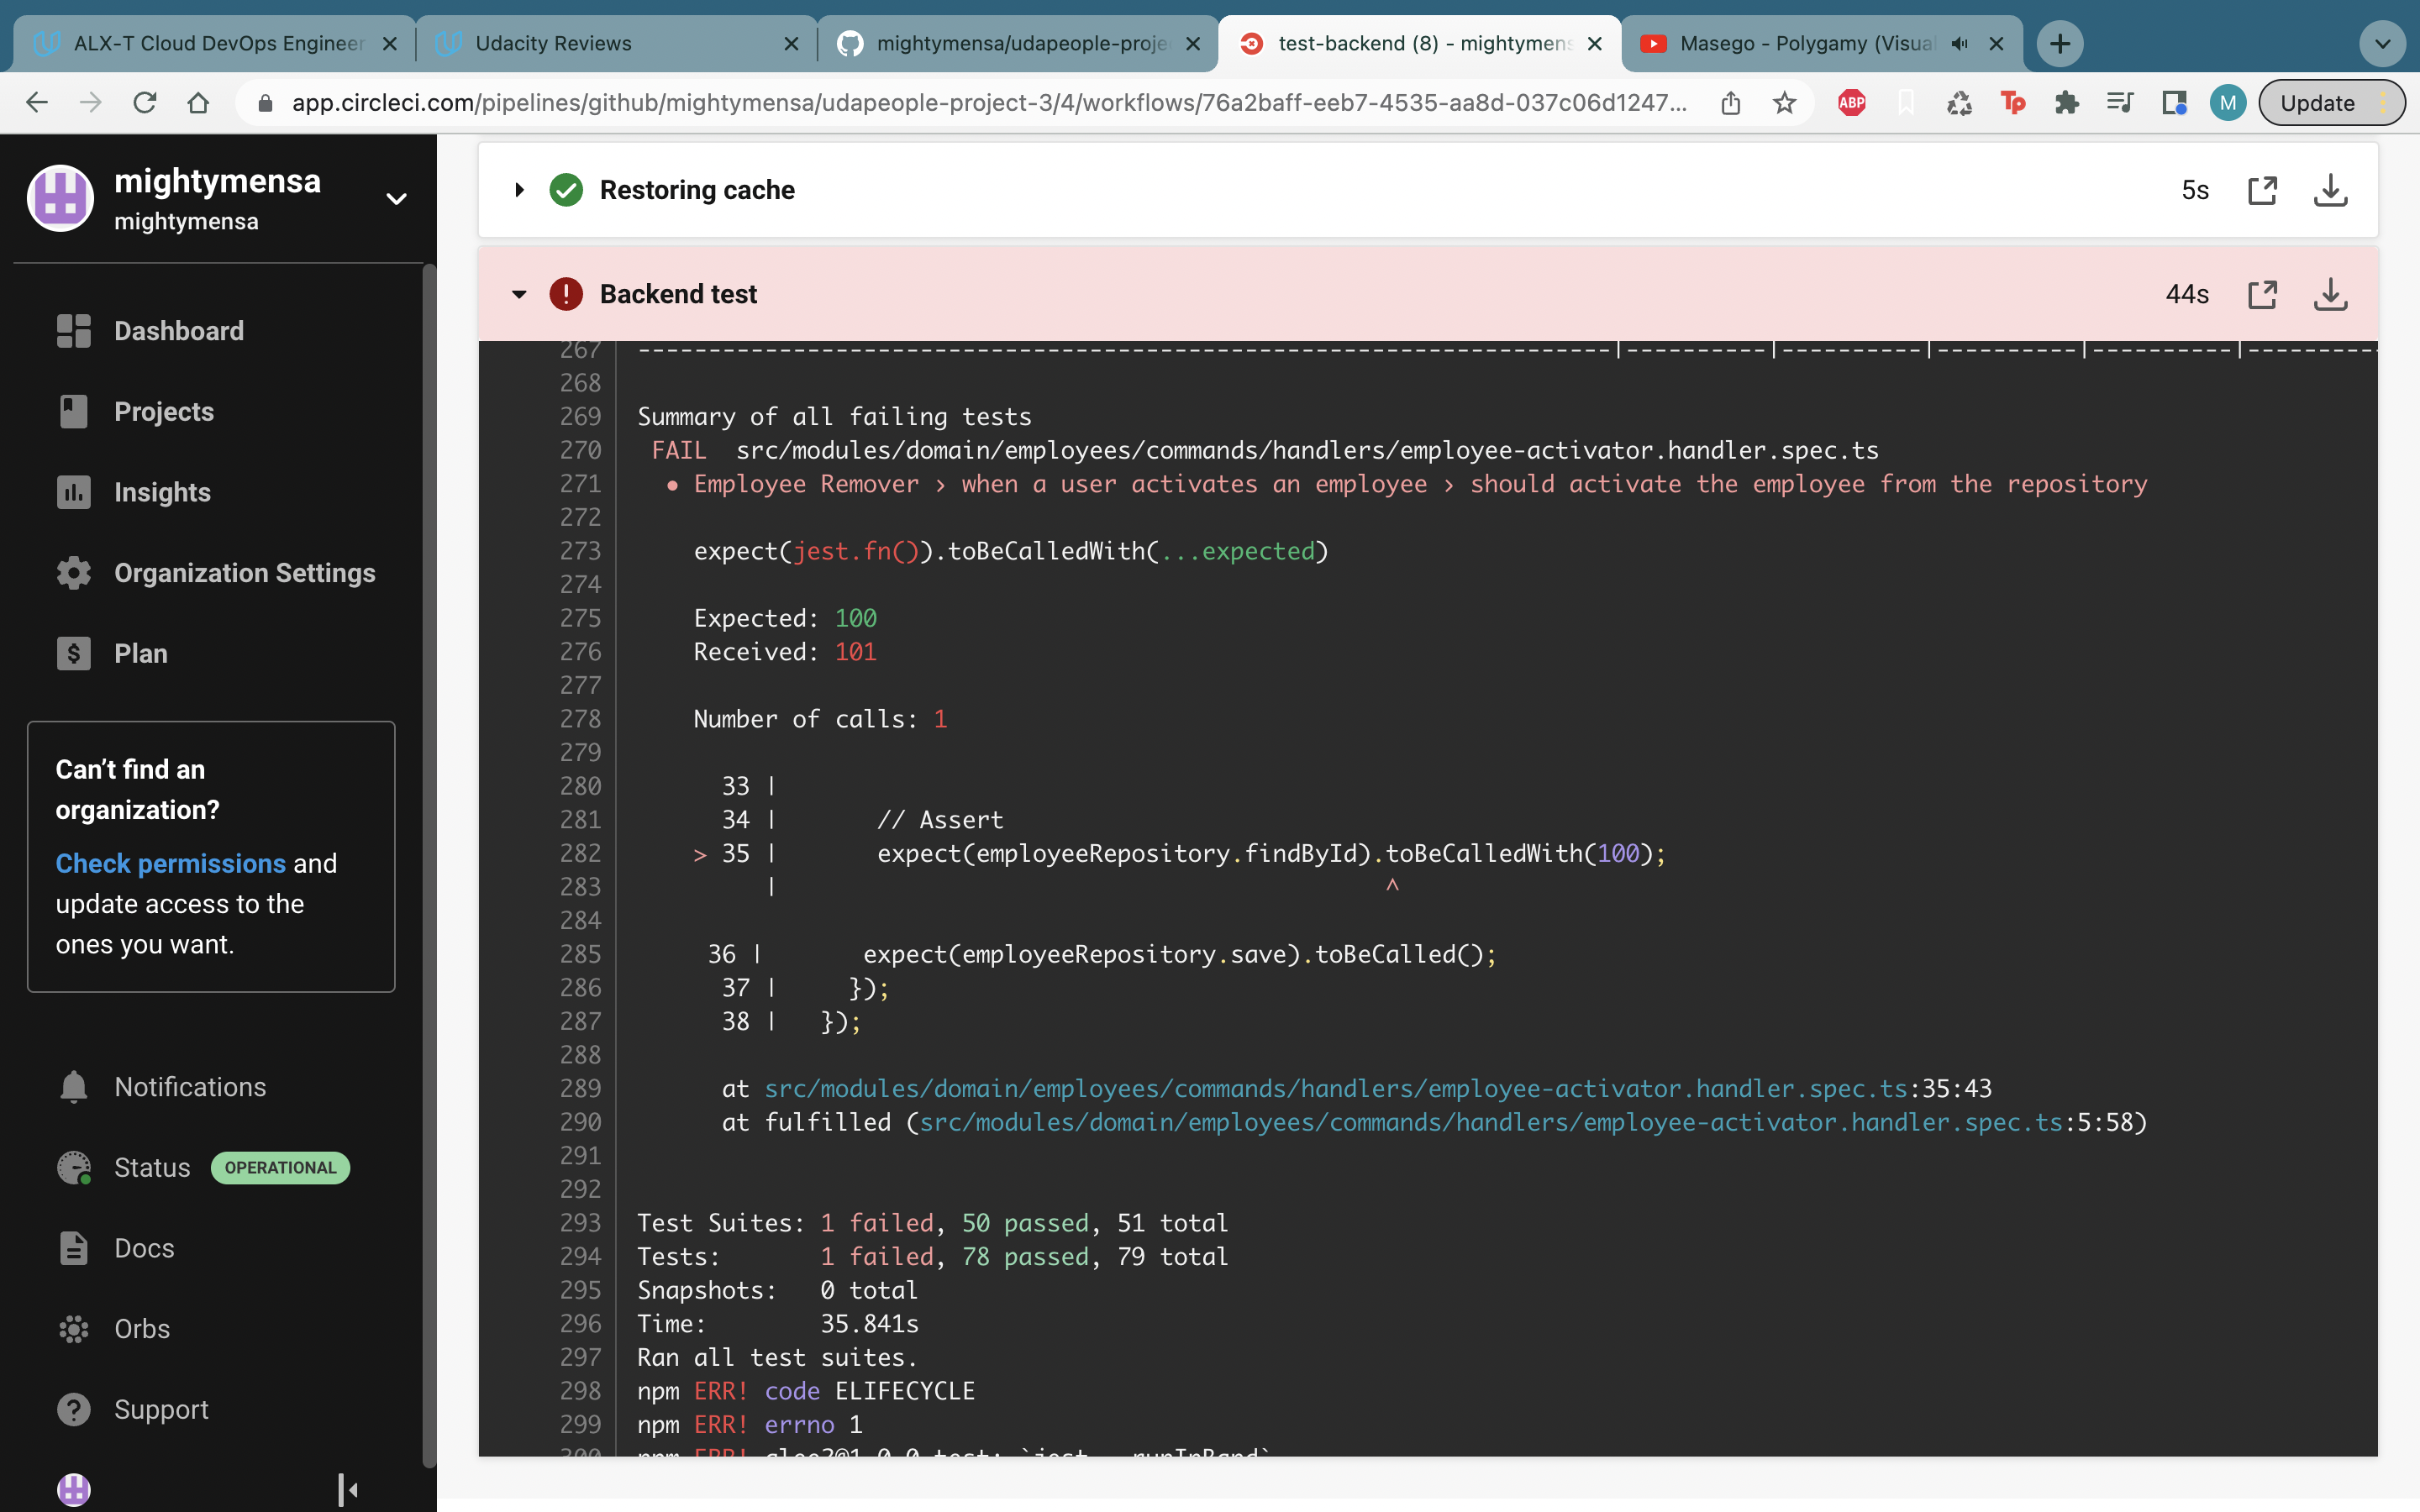 ALX-T Cloud DevOps Engineer
Udacity Reviews
mightymensa/udapeople-proje
test-backend (8) - mightymens
Masego - Polygamy (Visual
app.circleci.com/pipelines/github/mightymensa/udapeople-project-3/4/workflows/76a2baff-eeb7-4535-aa8d-037c06d1247...
ABP
Tp
M
Update
mightymensa
mightymensa
Dashboard
Projects
Insights
Organization Settings
Plan
Can’t find an
organization?
Check permissions and
update access to the
ones you want.
Notifications
Status OPERATIONAL
Docs
Orbs
Support
Restoring cache 5s
Backend test 44s
267 ---------------------------------------------------------------------|----------|----------|----------|----------|---------
268
269 Summary of all failing tests
270 FAIL src/modules/domain/employees/commands/handlers/employee-activator.handler.spec.ts
271 ● Employee Remover › when a user activates an employee › should activate the employee from the repository
272
273 expect(jest.fn()).toBeCalledWith(...expected)
274
275 Expected: 100
276 Received: 101
277
278 Number of calls: 1
279
280 33 |
281 34 | // Assert
282 > 35 | expect(employeeRepository.findById).toBeCalledWith(100);
283 | ^
284
285 36 | expect(employeeRepository.save).toBeCalled();
286 37 | });
287 38 | });
288
289 at src/modules/domain/employees/commands/handlers/employee-activator.handler.spec.ts:35:43
290 at fulfilled (src/modules/domain/employees/commands/handlers/employee-activator.handler.spec.ts:5:58)
291
292
293 Test Suites: 1 failed, 50 passed, 51 total
294 Tests: 1 failed, 78 passed, 79 total
295 Snapshots: 0 total
296 Time: 35.841s
297 Ran all test suites.
298 npm ERR! code ELIFECYCLE
299 npm ERR! errno 1
300 npm ERR! test: `jest --runInBand`